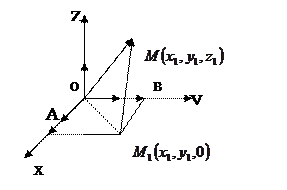 Z
M(x₁, y₁, z₁)
O
B
A
V
M₁(x₁, y₁,0)
X